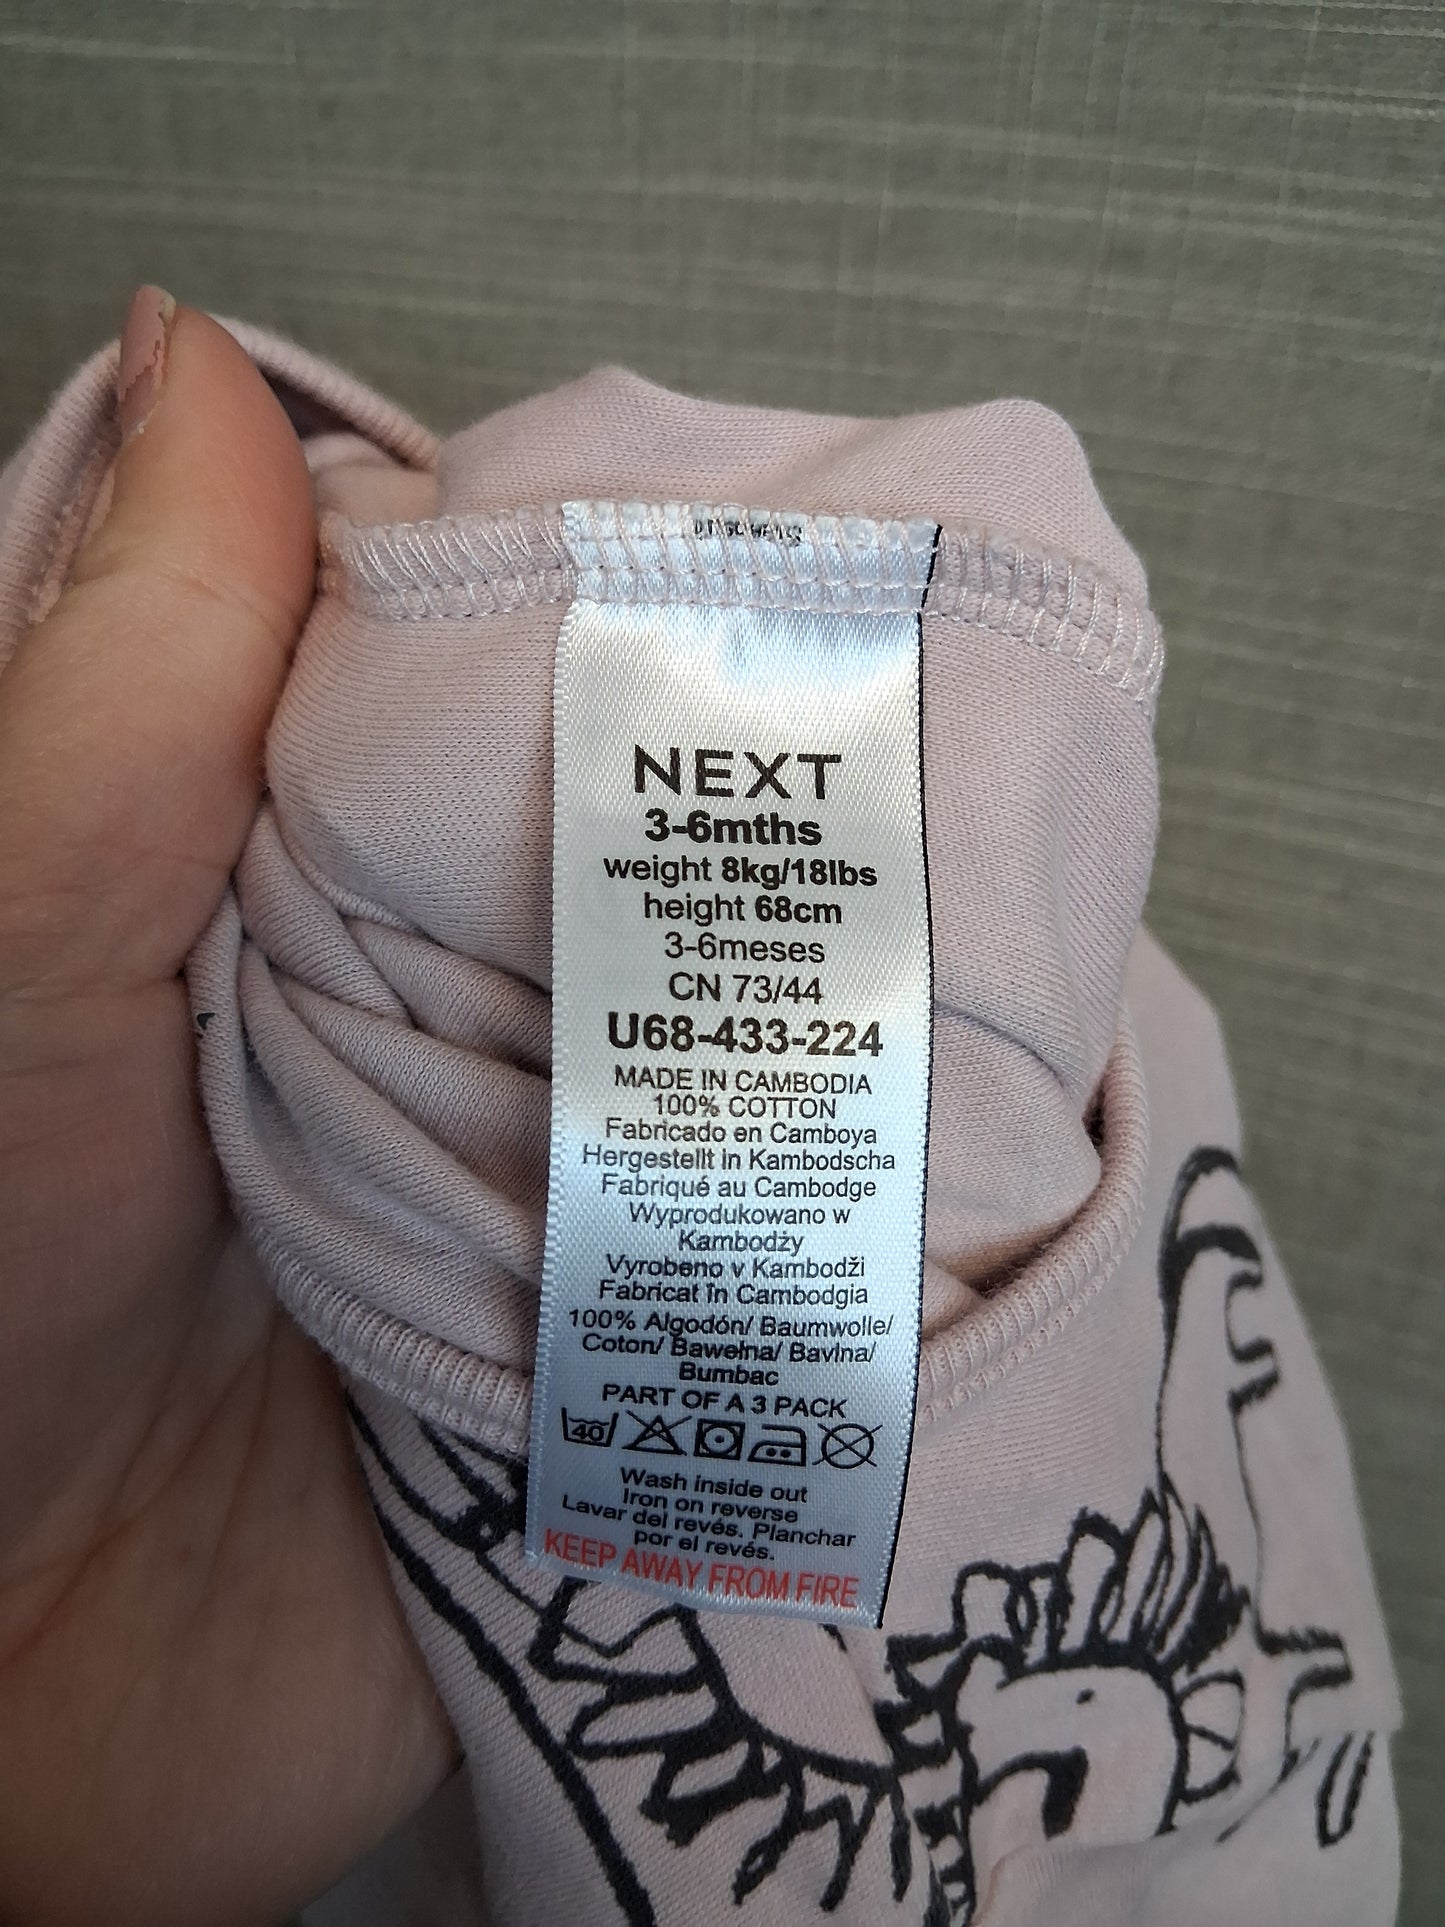 NEXT
3-6mths
weight 8kg/18lbs
height 68cm
3-6meses
CN 73/44
U68-433-224
MADE IN CAMBODIA
100% COTTON
Fabricado en Camboya
Hergestellt in Kambodscha
Fabriqué au Cambodge
Wyprodukowano w
Kambodży
Vyrobeno v Kambodži
Fabricat în Cambodgia
100% Algodón/ Baumwolle/
Coton/ Bawełna/ Bavlna/
Bumbac
PART OF A 3 PACK
40
Wash inside out
Iron on reverse
Lavar del revés. Planchar
por el revés.
KEEP AWAY FROM FIRE